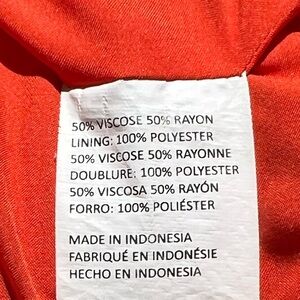 50% VISCOSE 50% RAYON
LINING: 100% POLYESTER
50% VISCOSE 50% RAYONNE
DOUBLURE: 100% POLYESTER
50% VISCOSA 50% RAYÓN
FORRO: 100% POLIÉSTER
MADE IN INDONESIA
FABRIQUÉ EN INDONÉSIE
HECHO EN INDONESIA